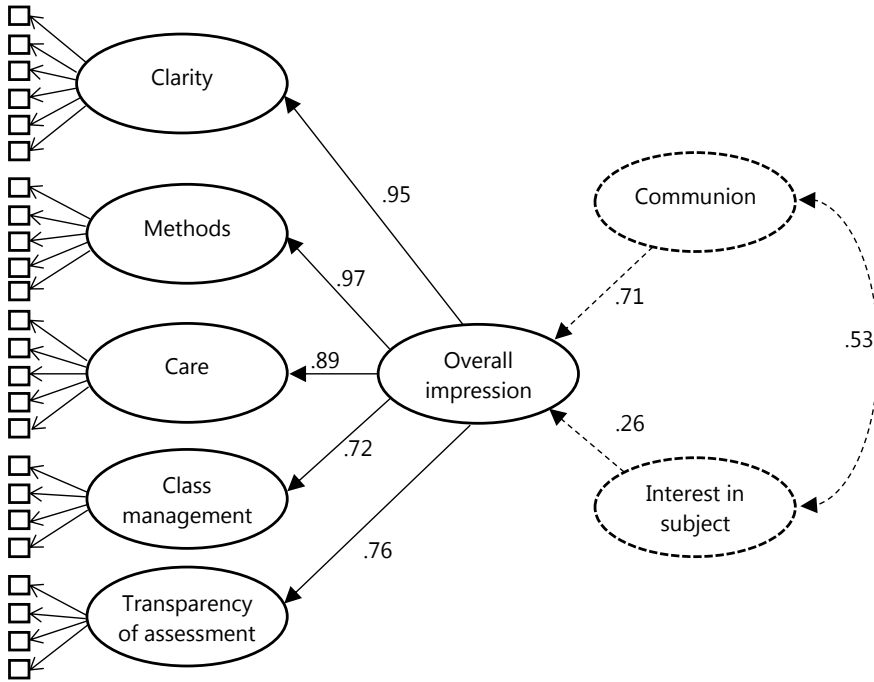 Clarity
.95
Communion
Methods
.97
.71
.53
Care
.89
Overall
impression
.72
.26
Class
management
Interest in
subject
.76
Transparency
of assessment